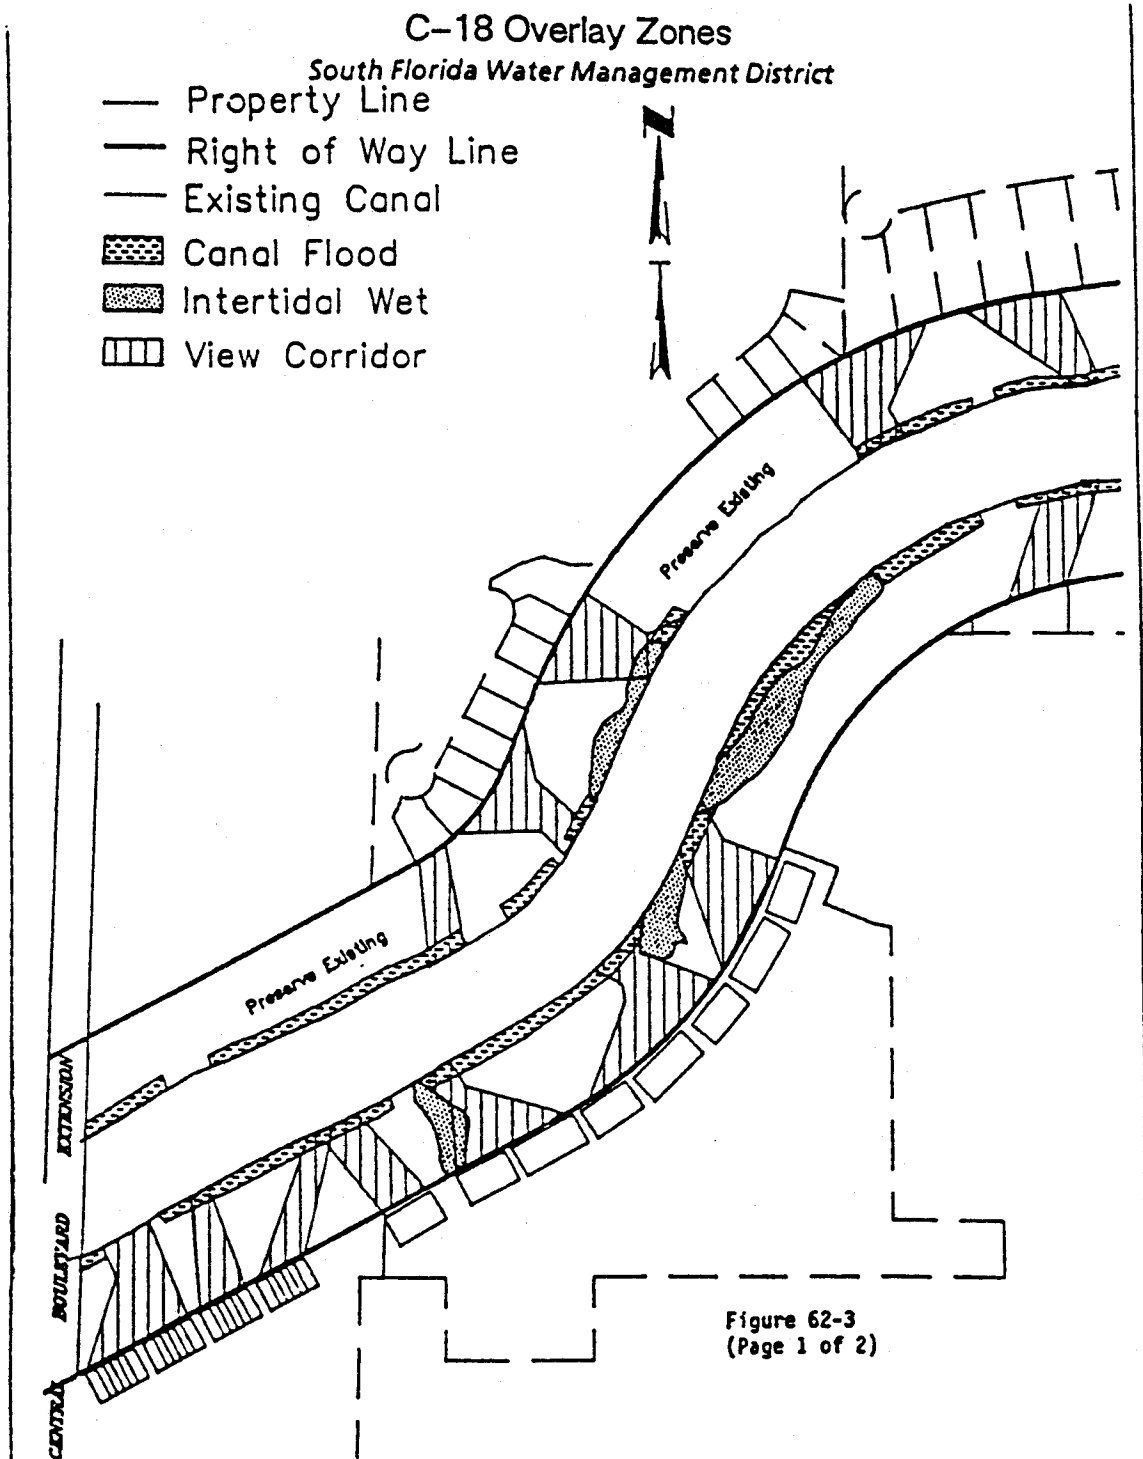 C-18 Overlay Zones
South Florida Water Management District
Property Line
Right of Way Line
Existing Canal
Canal Flood
Intertidal Wet
View Corridor
N
Preserve Existing
Preserve Existing
CENTRAL BOULEVARD EXTENSION
Figure 62-3
(Page 1 of 2)